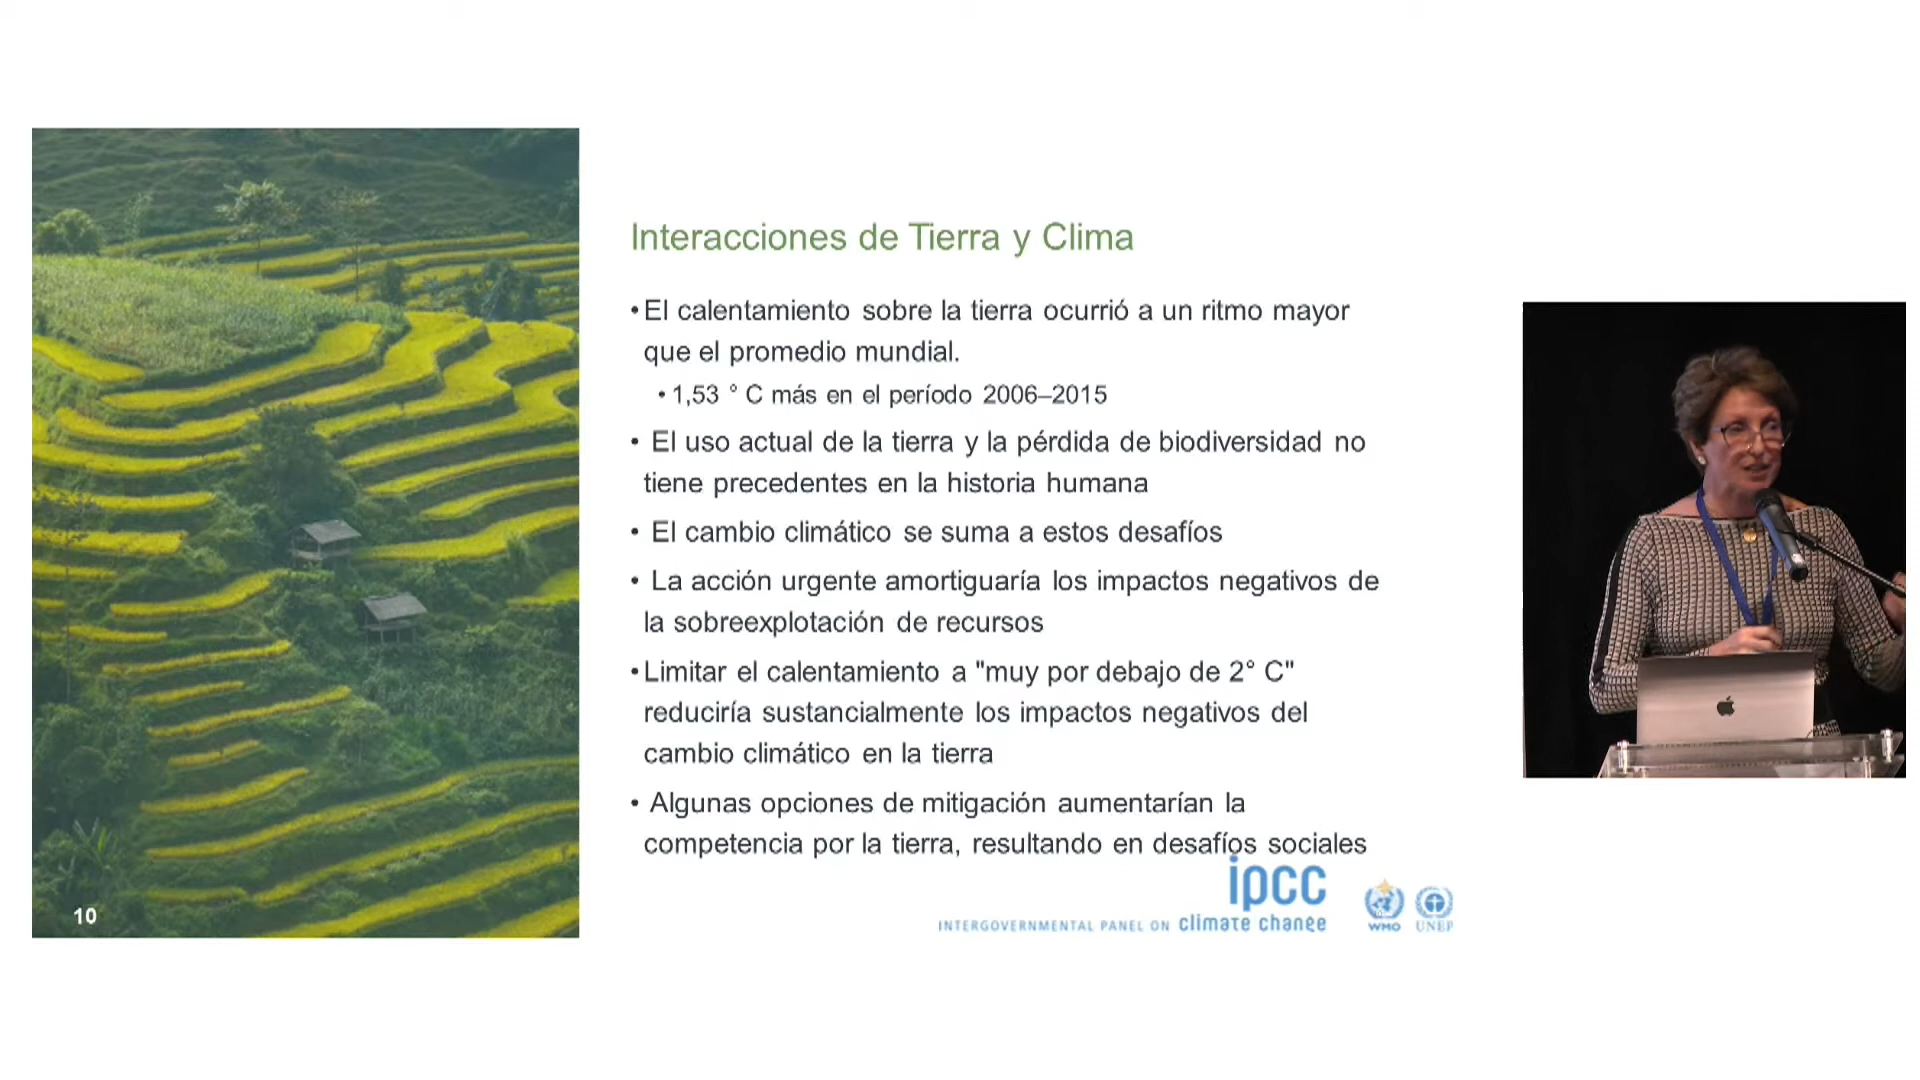 Interacciones de Tierra y Clima
• El calentamiento sobre la tierra ocurrió a un ritmo mayor
que el promedio mundial.
• 1,53 ° C más en el período 2006–2015
• El uso actual de la tierra y la pérdida de biodiversidad no
tiene precedentes en la historia humana
• El cambio climático se suma a estos desafíos
• La acción urgente amortiguaría los impactos negativos de
la sobreexplotación de recursos
• Limitar el calentamiento a "muy por debajo de 2° C"
reduciría sustancialmente los impactos negativos del
cambio climático en la tierra
• Algunas opciones de mitigación aumentarían la
competencia por la tierra, resultando en desafíos sociales
10
ipcc
INTERGOVERNMENTAL PANEL ON climate change
WMO UNEP